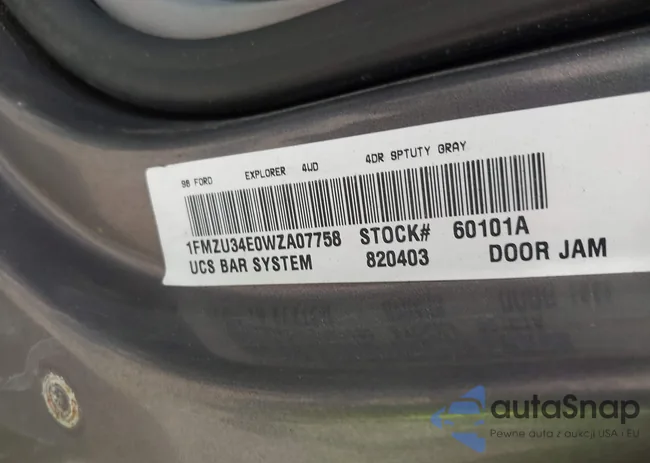 98 FORD EXPLORER 4WD 4DR SPTUTY GRAY
1FMZU34E0WZA07758 STOCK# 60101A
UCS BAR SYSTEM 820403 DOOR JAM
autaSnap
Pewne auta z aukcji USA i EU